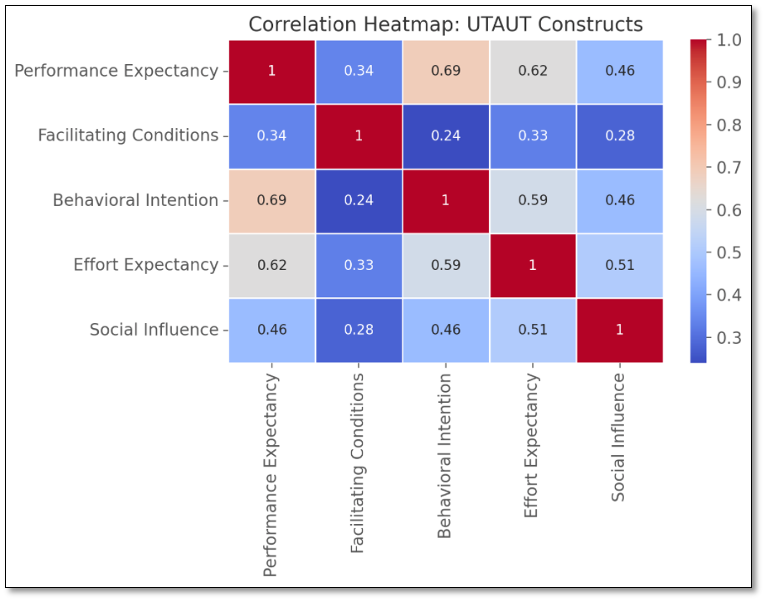 Correlation Heatmap: UTAUT Constructs
Performance Expectancy 1 0.34 0.69 0.62 0.46
Facilitating Conditions 0.34 1 0.24 0.33 0.28
Behavioral Intention 0.69 0.24 1 0.59 0.46
Effort Expectancy 0.62 0.33 0.59 1 0.51
Social Influence 0.46 0.28 0.46 0.51 1
Performance Expectancy
Facilitating Conditions
Behavioral Intention
Effort Expectancy
Social Influence
1.0
0.9
0.8
0.7
0.6
0.5
0.4
0.3